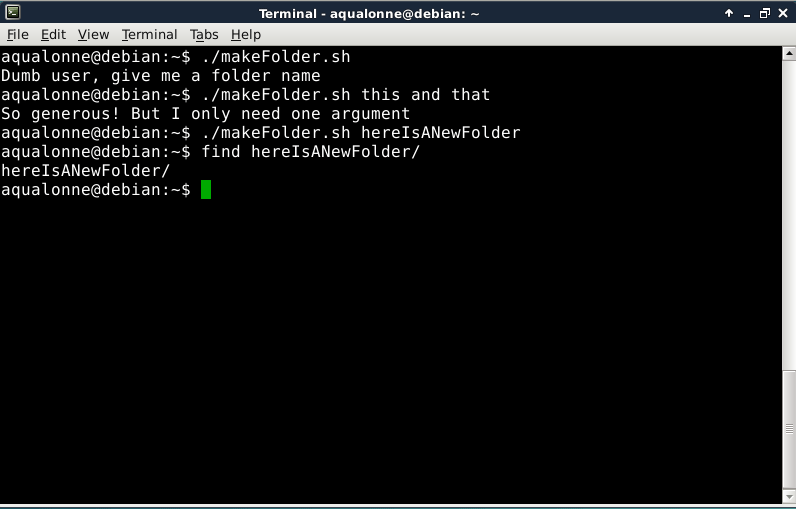 Terminal - aqualonne@debian: ~
File Edit View Terminal Tabs Help
aqualonne@debian:~$ ./makeFolder.sh
Dumb user, give me a folder name
aqualonne@debian:~$ ./makeFolder.sh this and that
So generous! But I only need one argument
aqualonne@debian:~$ ./makeFolder.sh hereIsANewFolder
aqualonne@debian:~$ find hereIsANewFolder/
hereIsANewFolder/
aqualonne@debian:~$